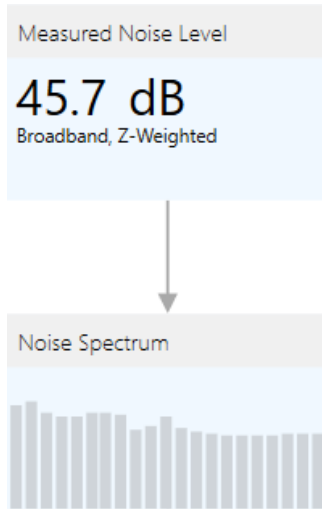 Measured Noise Level
45.7 dB
Broadband, Z-Weighted
Noise Spectrum